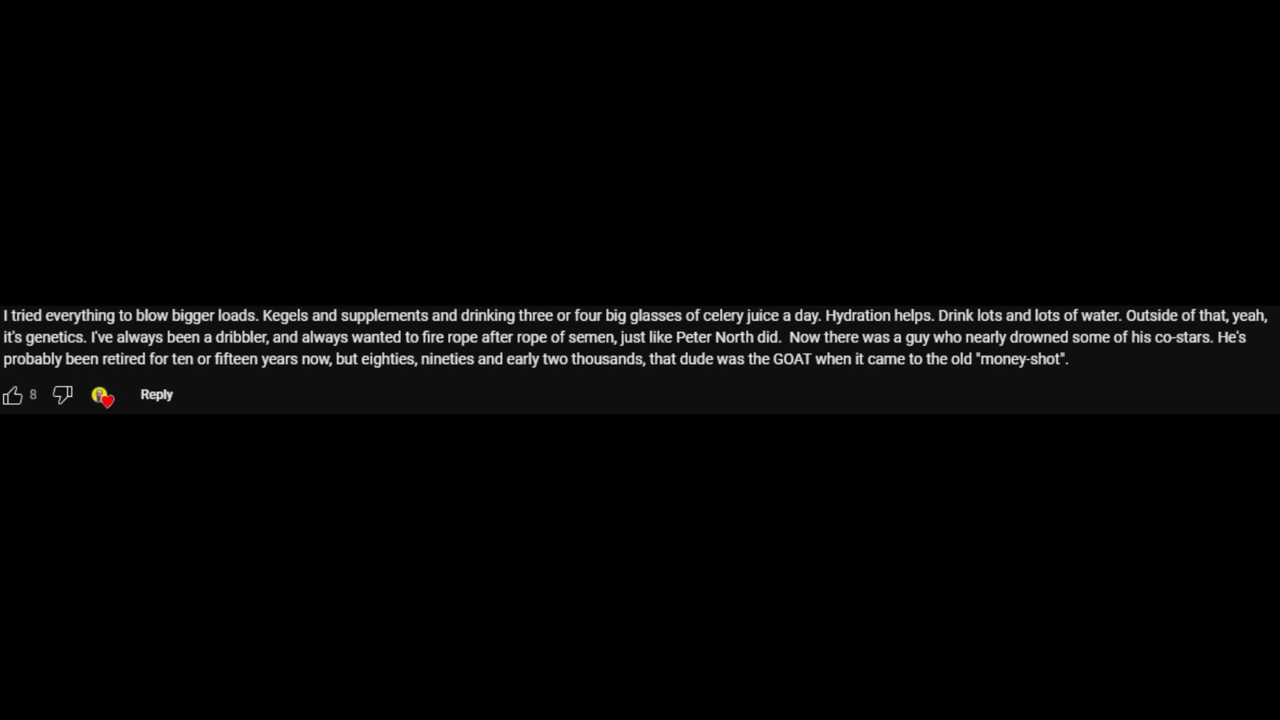 I tried everything to blow bigger loads. Kegels and supplements and drinking three or four big glasses of celery juice a day. Hydration helps. Drink lots and lots of water. Outside of that, yeah,
it's genetics. I've always been a dribbler, and always wanted to fire rope after rope of semen, just like Peter North did.  Now there was a guy who nearly drowned some of his co-stars. He's
probably been retired for ten or fifteen years now, but eighties, nineties and early two thousands, that dude was the GOAT when it came to the old "money-shot".
8 Reply